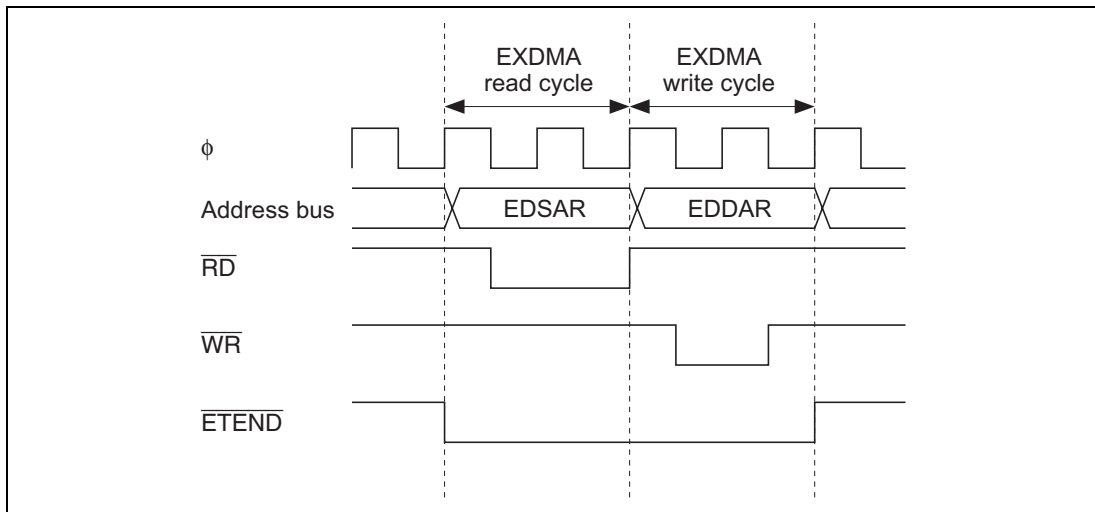 EXDMA EXDMA
read cycle write cycle
ϕ
Address bus EDSAR EDDAR
RD
WR
ETEND